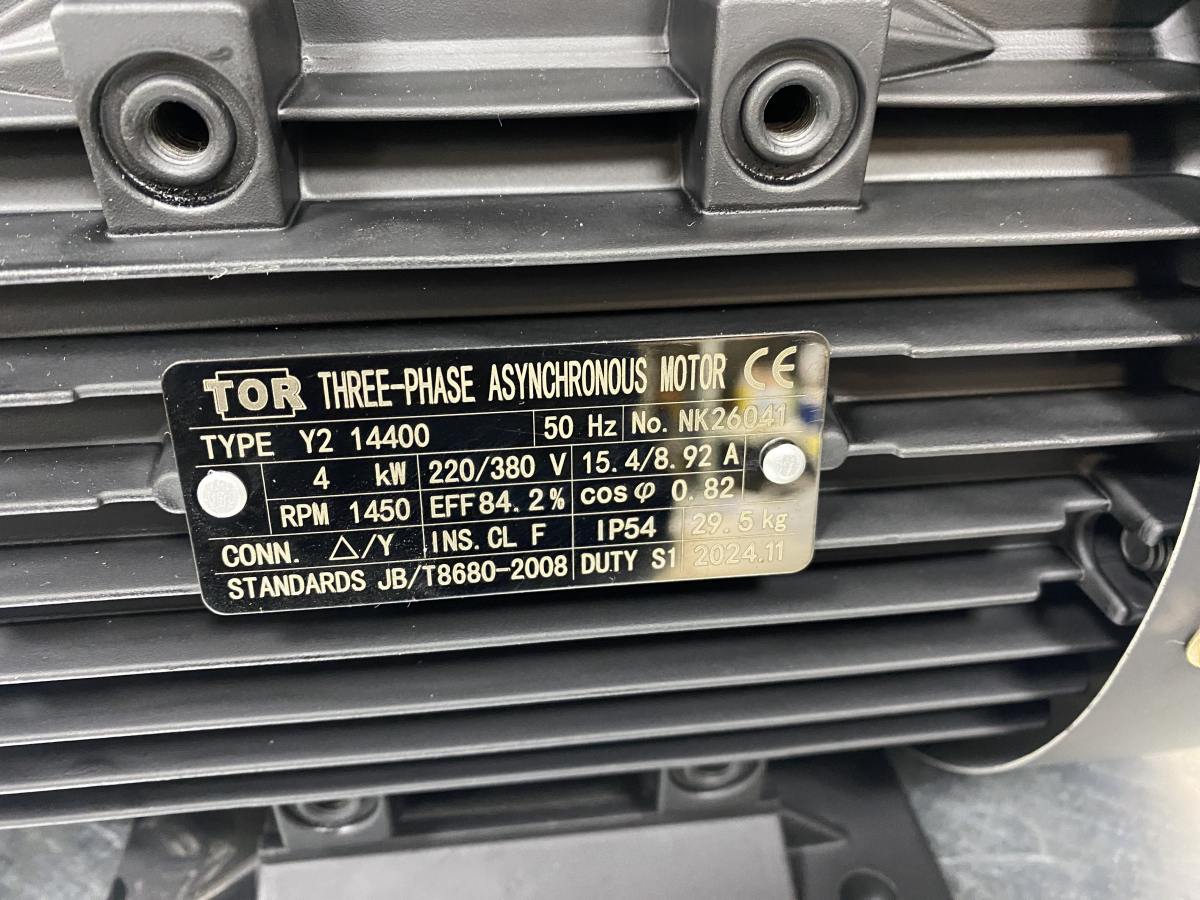 TOR THREE-PHASE ASYNCHRONOUS MOTOR CE
TYPE Y2 14400 50 Hz No. NK26041
4 kW 220/380 V 15.4/8.92 A
RPM 1450 EFF 84.2% cosφ 0.82
CONN. △/Y INS.CL F IP54 29.5 kg
STANDARDS JB/T8680-2008 DUTY S1 2024.11